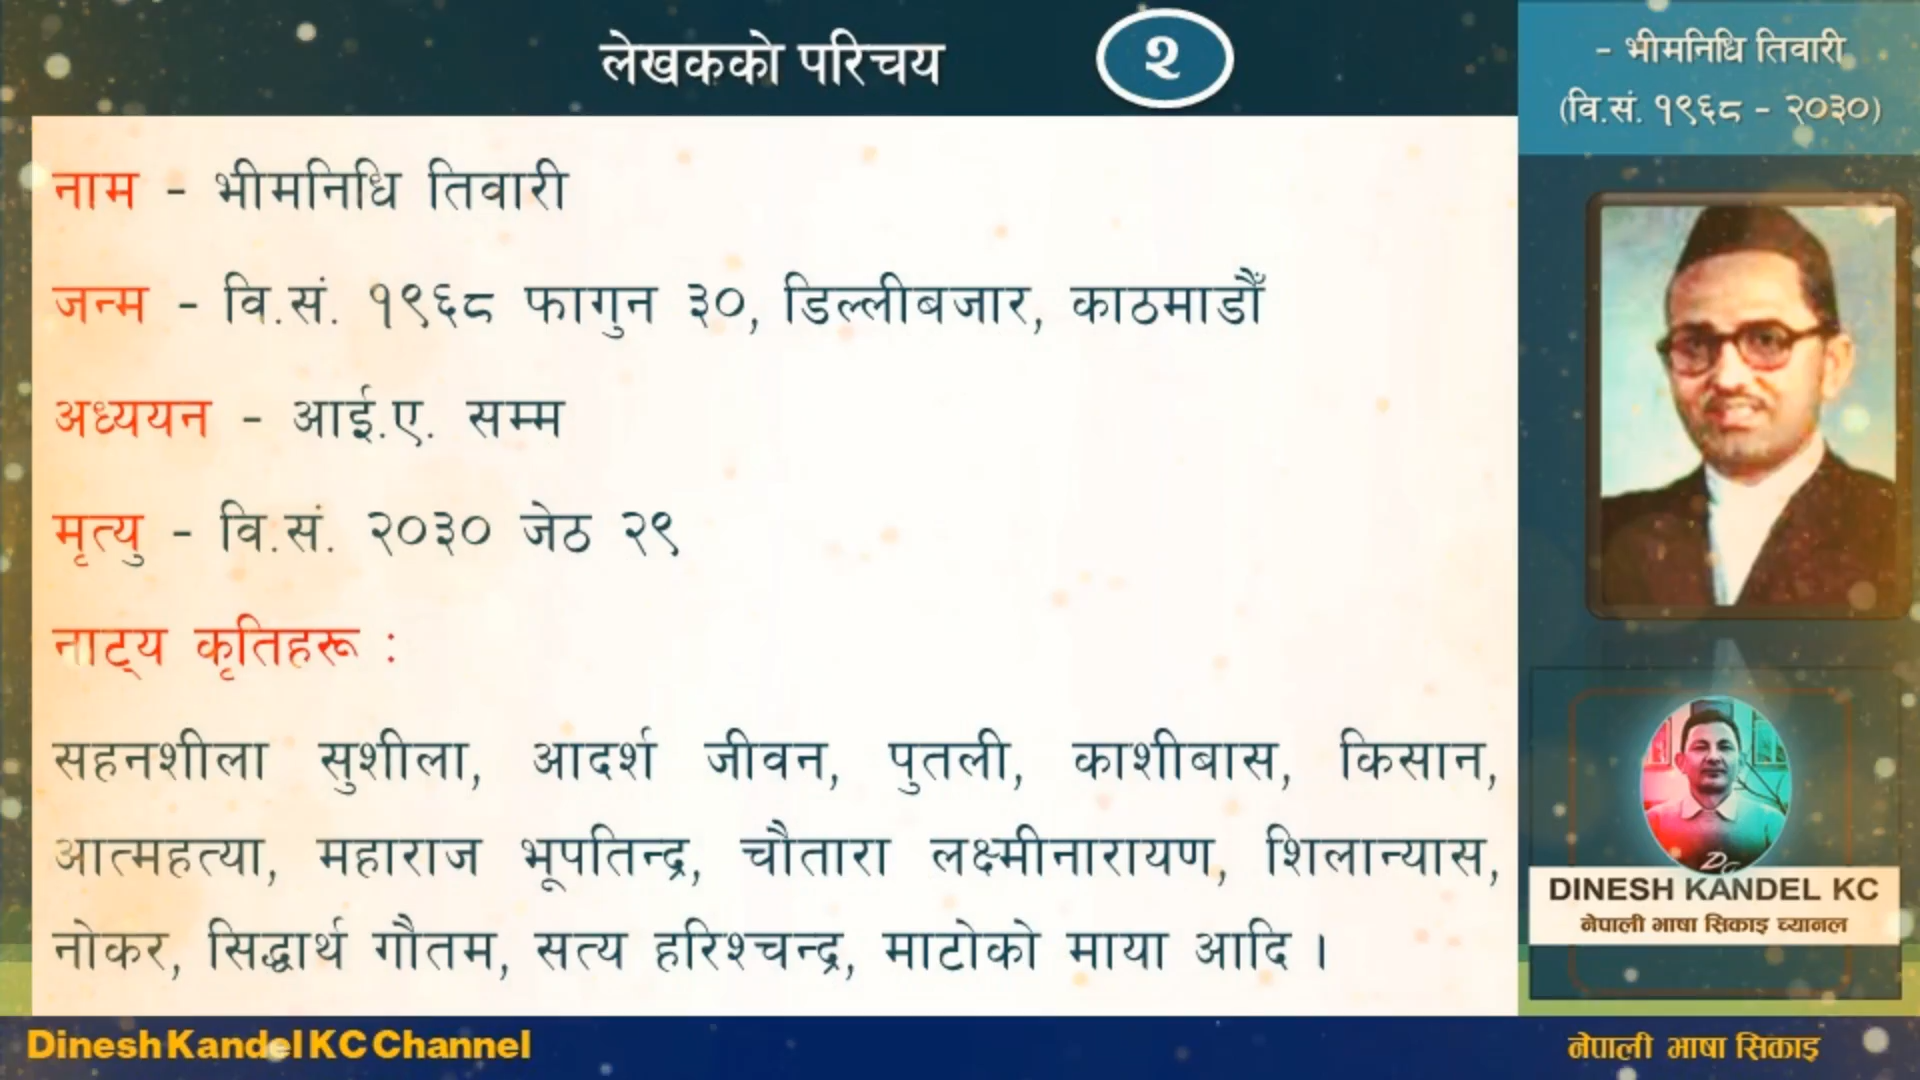 लेखकको परिचय
२
- भीमनिधि तिवारी
(वि.सं. १९६८ - २०३०)
नाम - भीमनिधि तिवारी
जन्म - वि.सं. १९६८ फागुन ३०, डिल्लीबजार, काठमाडौँ
अध्ययन - आई.ए. सम्म
मृत्यु - वि.सं. २०३० जेठ २९
नाट्य कृतिहरू :
सहनशीला सुशीला, आदर्श जीवन, पुतली, काशीबास, किसान,
आत्महत्या, महाराज भूपतिन्द्र, चौतारा लक्ष्मीनारायण, शिलान्यास,
नोकर, सिद्धार्थ गौतम, सत्य हरिश्चन्द्र, माटोको माया आदि ।
DINESH KANDEL KC
नेपाली भाषा सिकाइ च्यानल
Dinesh Kandel KC Channel
नेपाली भाषा सिकाइ